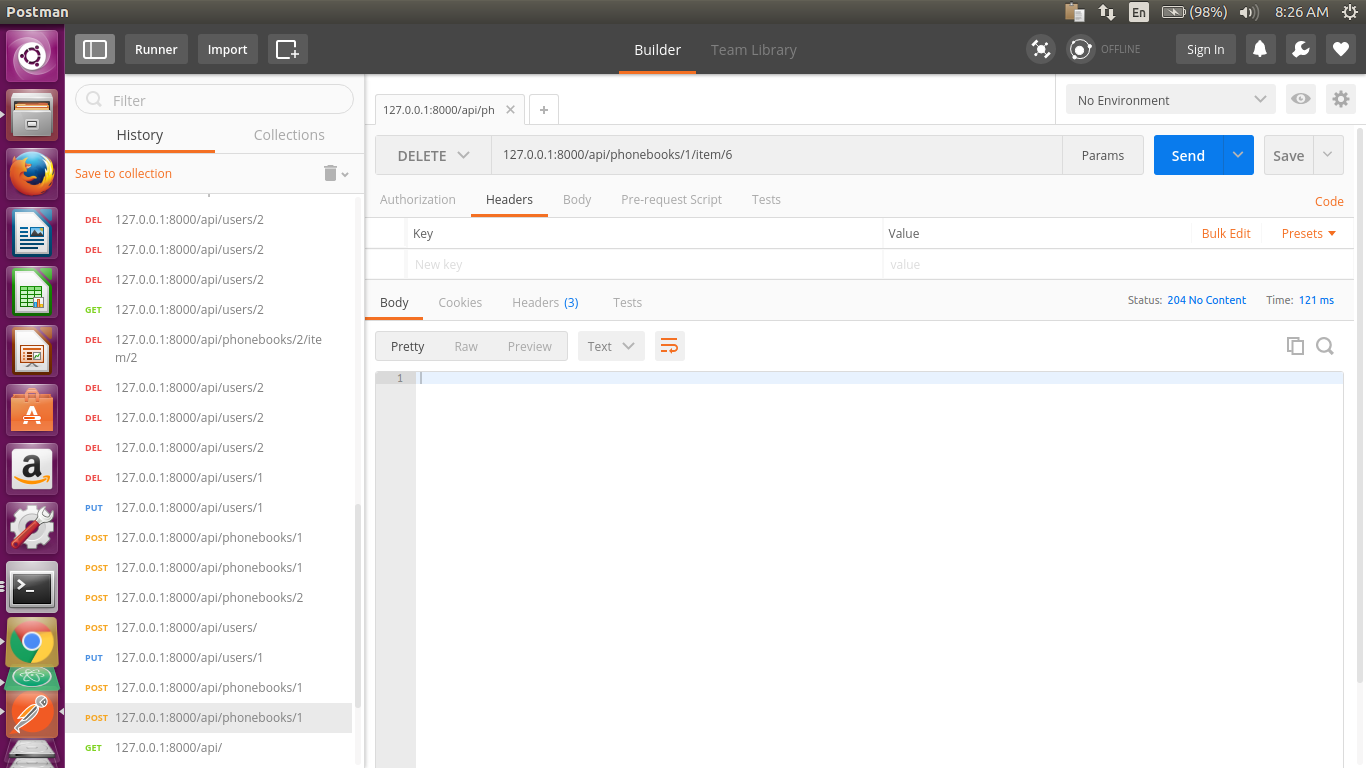 Postman
En
(98%)
8:26 AM
Runner
Import
Builder
Team Library
OFFLINE
Sign In
Filter
History
Collections
Save to collection
DEL 127.0.0.1:8000/api/users/2
DEL 127.0.0.1:8000/api/users/2
DEL 127.0.0.1:8000/api/users/2
GET 127.0.0.1:8000/api/users/2
DEL 127.0.0.1:8000/api/phonebooks/2/ite
m/2
DEL 127.0.0.1:8000/api/users/2
DEL 127.0.0.1:8000/api/users/2
DEL 127.0.0.1:8000/api/users/2
DEL 127.0.0.1:8000/api/users/1
PUT 127.0.0.1:8000/api/users/1
POST 127.0.0.1:8000/api/phonebooks/1
POST 127.0.0.1:8000/api/phonebooks/1
POST 127.0.0.1:8000/api/phonebooks/2
POST 127.0.0.1:8000/api/users/
PUT 127.0.0.1:8000/api/users/1
POST 127.0.0.1:8000/api/phonebooks/1
POST 127.0.0.1:8000/api/phonebooks/1
GET 127.0.0.1:8000/api/
127.0.0.1:8000/api/ph
No Environment
DELETE
127.0.0.1:8000/api/phonebooks/1/item/6
Params
Send
Save
Authorization
Headers
Body
Pre-request Script
Tests
Code
Key
Value
Bulk Edit
Presets
New key
value
Body
Cookies
Headers (3)
Tests
Status: 204 No Content
Time: 121 ms
Pretty
Raw
Preview
Text
1